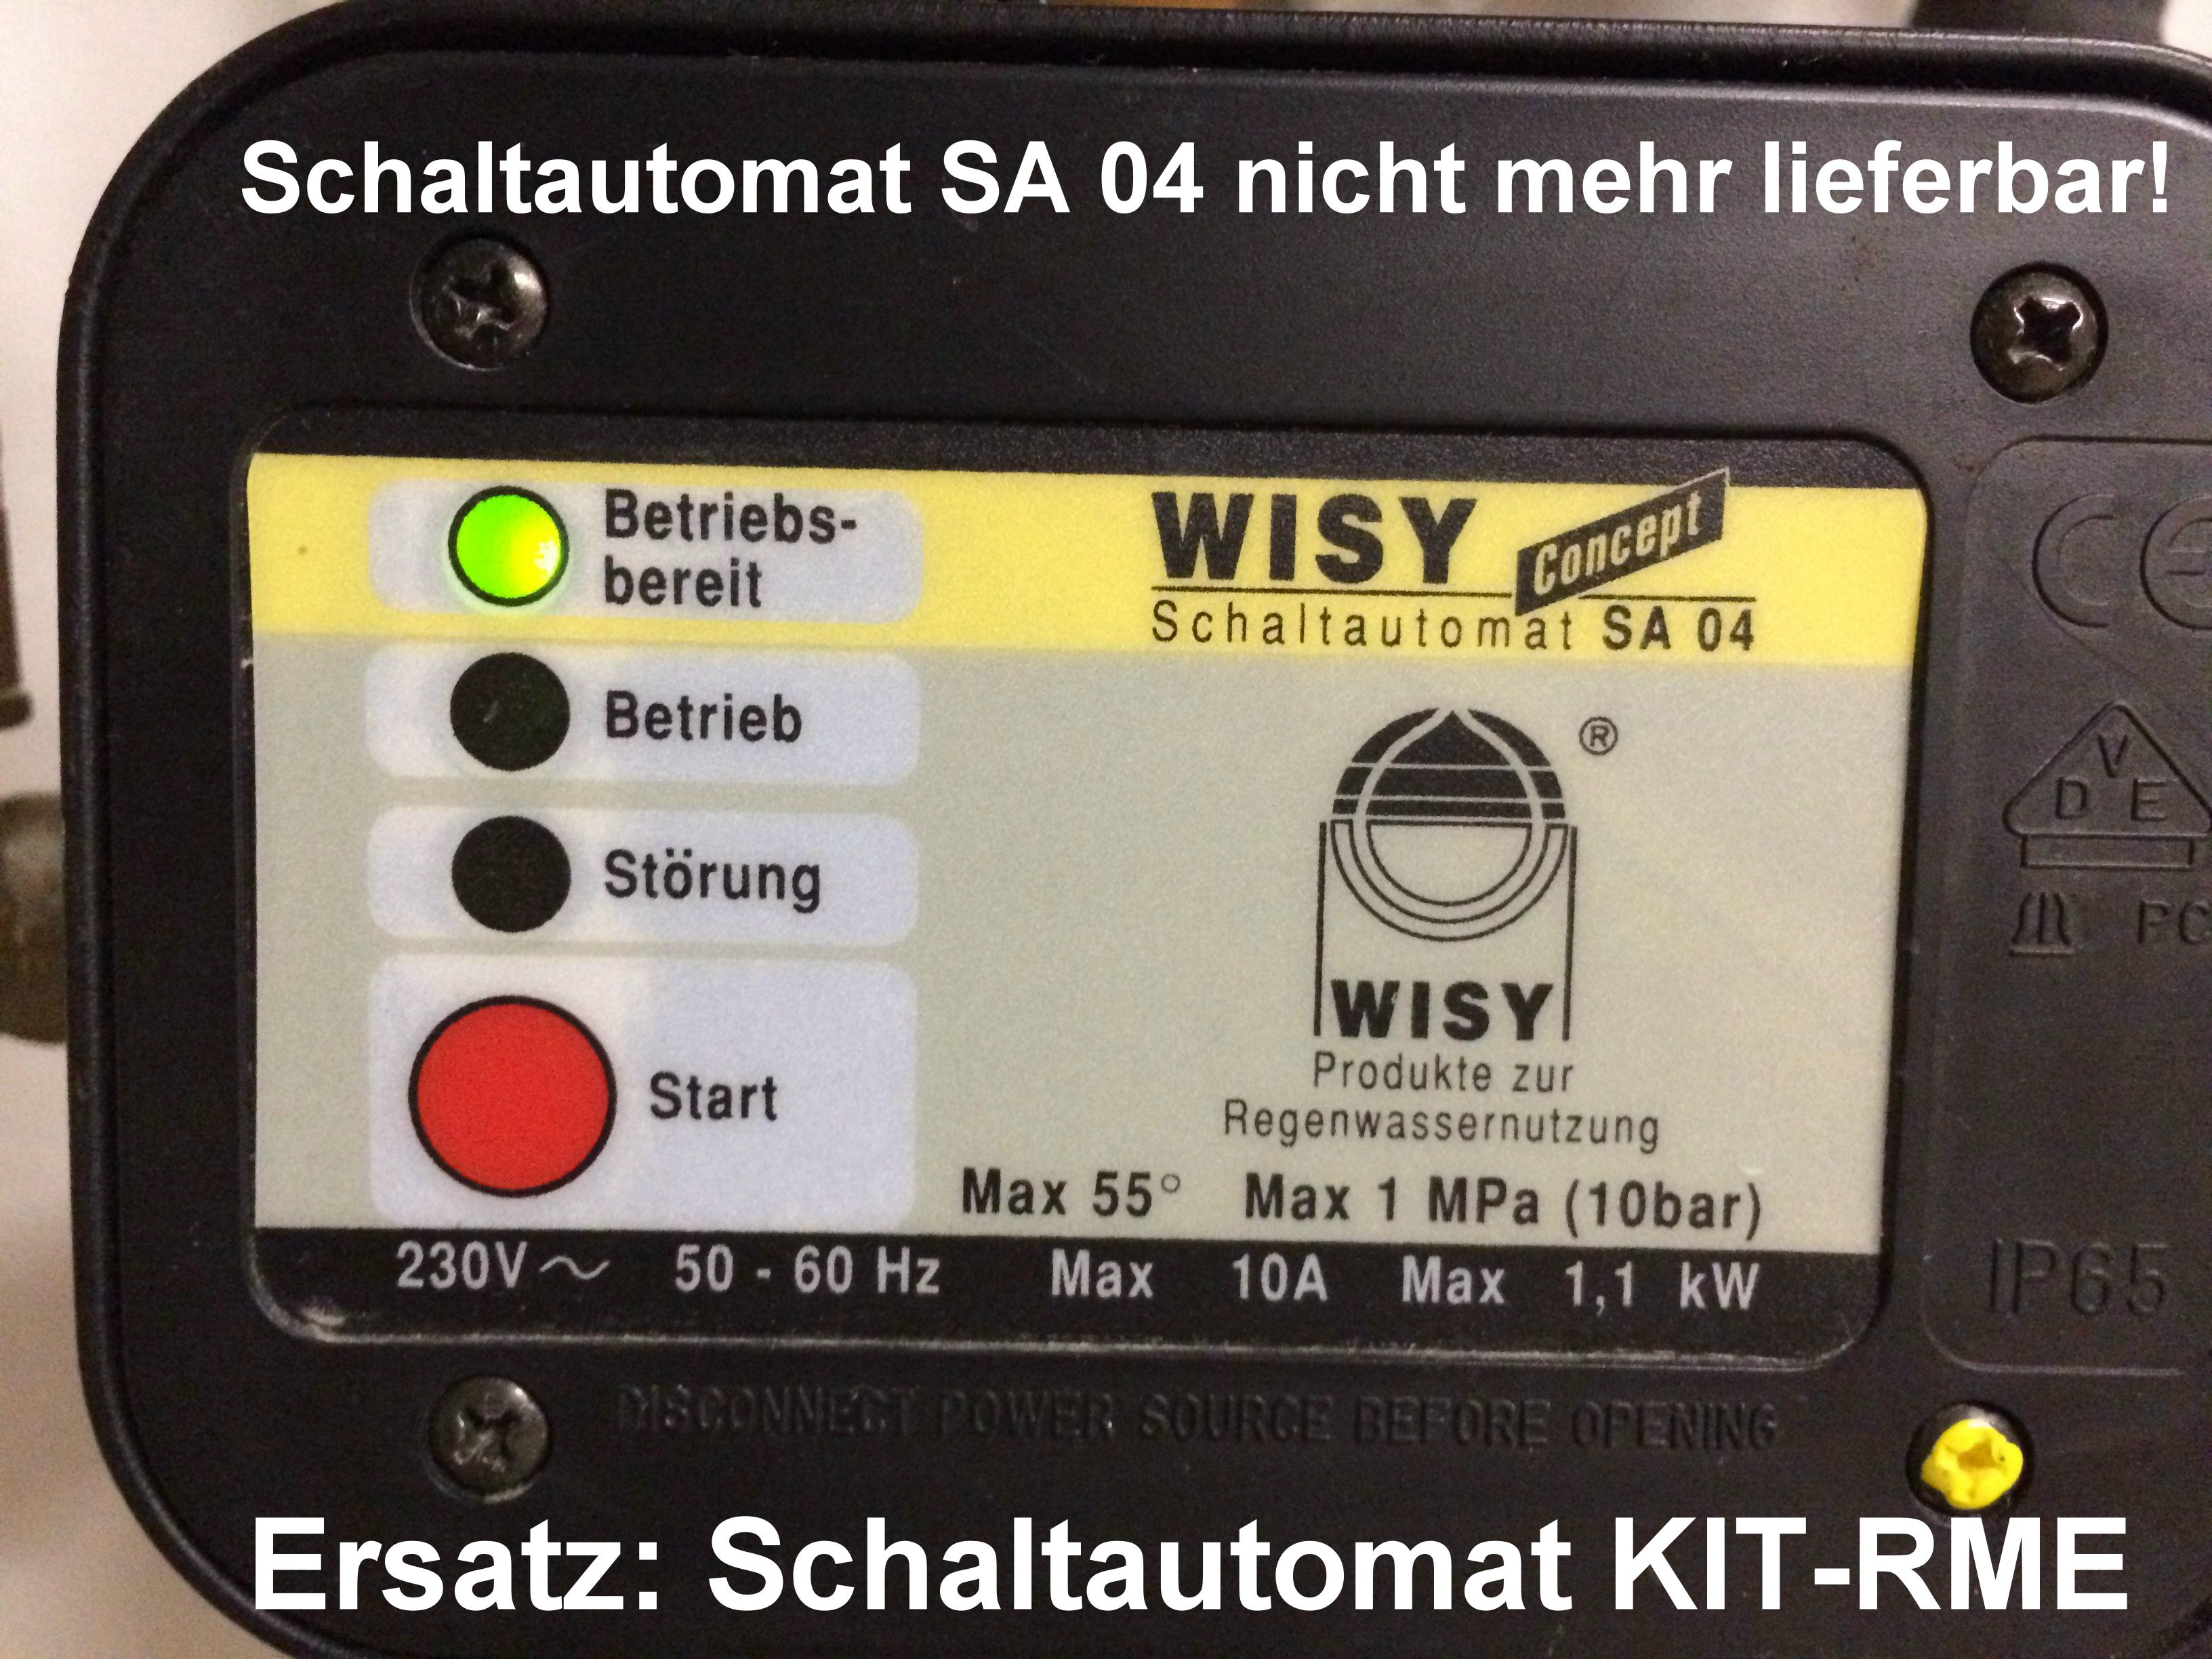 Schaltautomat SA 04 nicht mehr lieferbar!
Betriebs-
bereit
WISY Concept
Schaltautomat SA 04
Betrieb
®
V
D E
Störung
WISY
Produkte zur
Regenwassernutzung
Start
Max 55° Max 1 MPa (10bar)
230V~ 50 - 60 Hz Max 10A Max 1,1 kW
IP65
DISCONNECT POWER SOURCE BEFORE OPENING
Ersatz: Schaltautomat KIT-RME